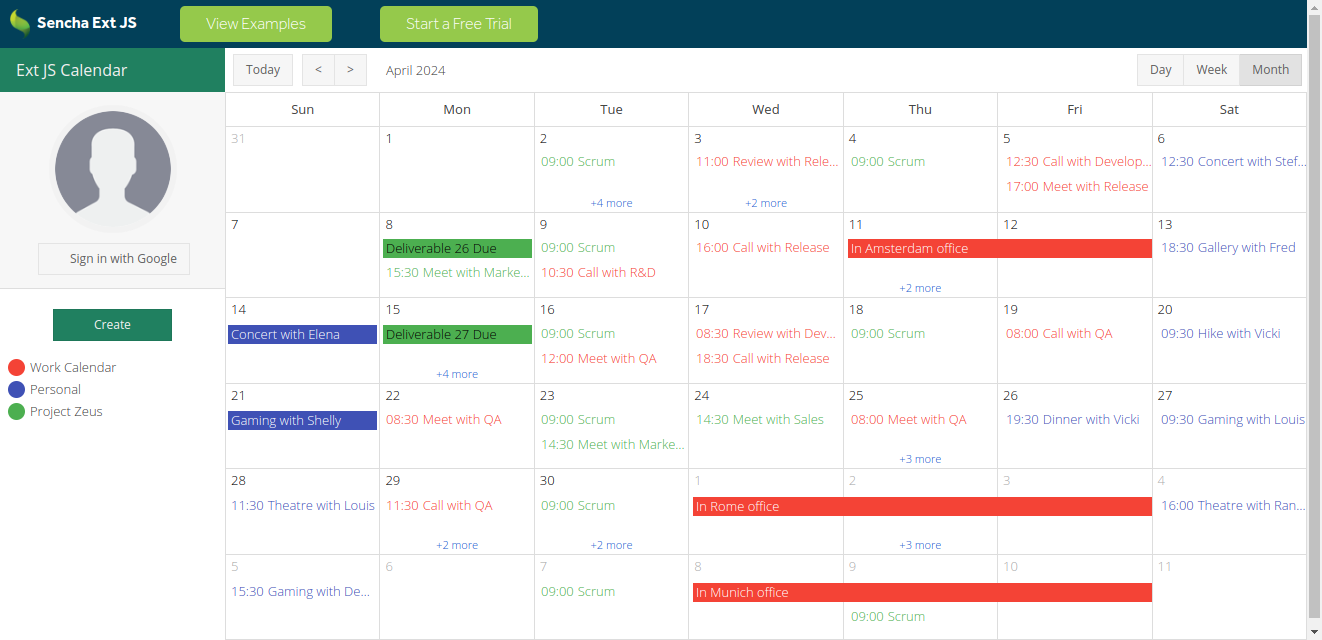 Sencha Ext JS
View Examples
Start a Free Trial
Ext JS Calendar
Today
<
>
April 2024
Day
Week
Month
Sign in with Google
Create
Work Calendar
Personal
Project Zeus
Sun Mon Tue Wed Thu Fri Sat
31 1 2 3 4 5 6
09:00 Scrum 11:00 Review with Rele... 09:00 Scrum 12:30 Call with Develop... 12:30 Concert with Stef...
17:00 Meet with Release
+4 more +2 more
7 8 9 10 11 12 13
Deliverable 26 Due 09:00 Scrum 16:00 Call with Release In Amsterdam office 18:30 Gallery with Fred
15:30 Meet with Marke... 10:30 Call with R&D
+2 more
14 15 16 17 18 19 20
Concert with Elena Deliverable 27 Due 09:00 Scrum 08:30 Review with Dev... 09:00 Scrum 08:00 Call with QA 09:30 Hike with Vicki
12:00 Meet with QA 18:30 Call with Release
+4 more
21 22 23 24 25 26 27
Gaming with Shelly 08:30 Meet with QA 09:00 Scrum 14:30 Meet with Sales 08:00 Meet with QA 19:30 Dinner with Vicki 09:30 Gaming with Louis
14:30 Meet with Marke...
+3 more
28 29 30 1 2 3 4
11:30 Theatre with Louis 11:30 Call with QA 09:00 Scrum In Rome office 16:00 Theatre with Ran...
+2 more +2 more +3 more
5 6 7 8 9 10 11
15:30 Gaming with De... 09:00 Scrum In Munich office
09:00 Scrum